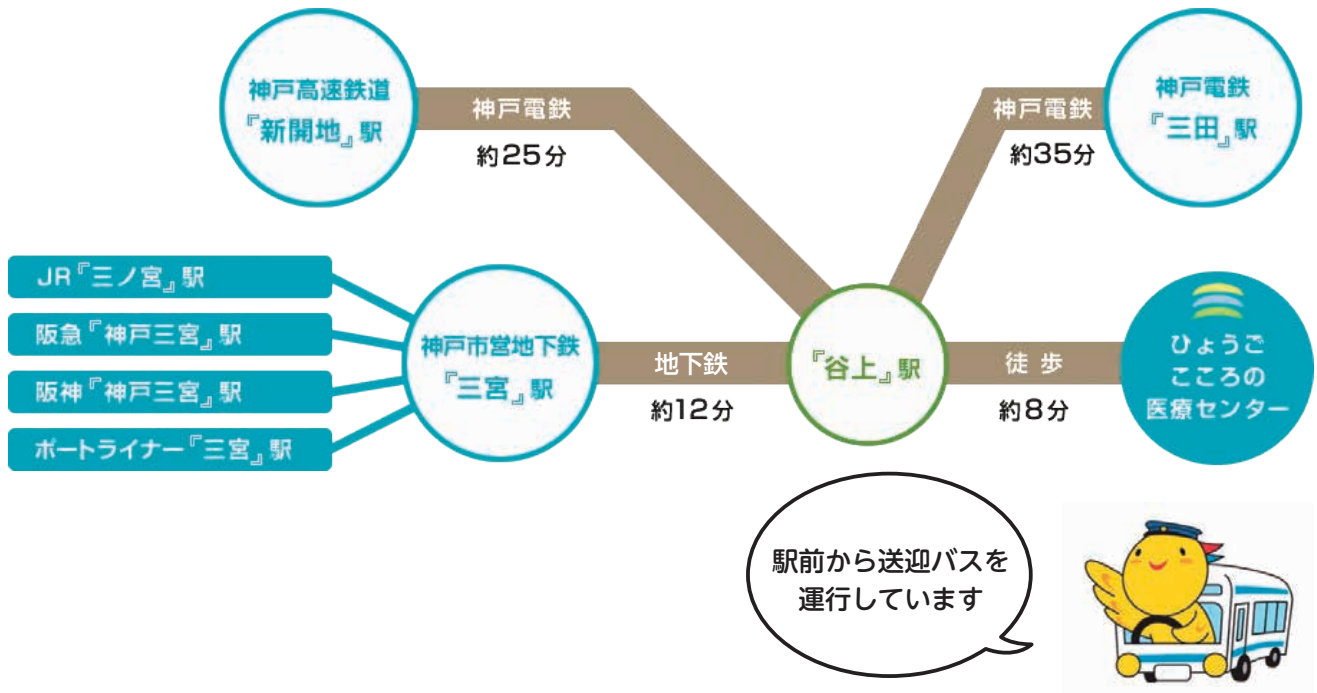 神戸高速鉄道
『新開地』駅
神戸電鉄
約25分
神戸電鉄
約35分
神戸電鉄
『三田』駅
JR『三ノ宮』駅
阪急『神戸三宮』駅
阪神『神戸三宮』駅
ポートライナー『三宮』駅
神戸市営地下鉄
『三宮』駅
地下鉄
約12分
『谷上』駅
徒歩
約8分
ひょうご
こころの
医療センター
駅前から送迎バスを
運行しています